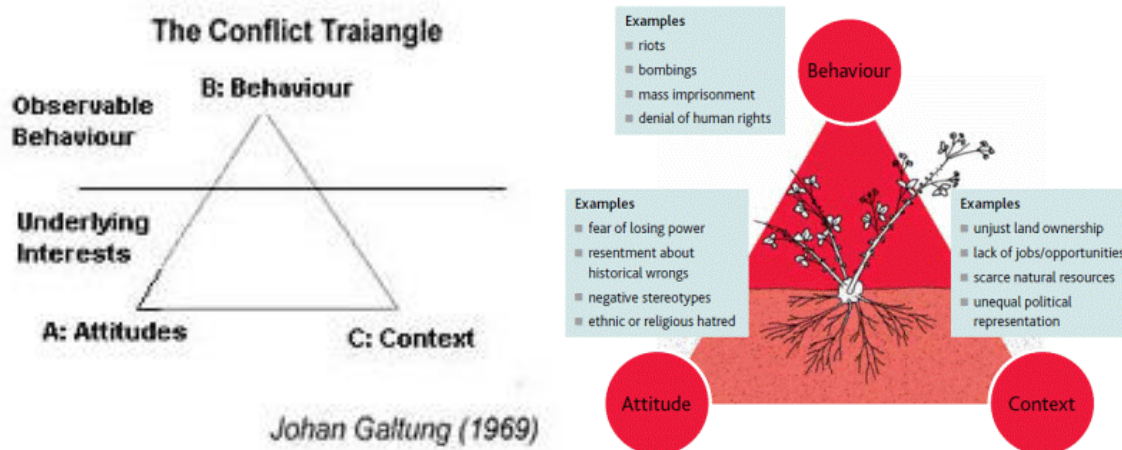 The Conflict Traiangle
B: Behaviour
Observable
Behaviour
Underlying
Interests
A: Attitudes
C: Context
Johan Galtung (1969)
Examples
riots
bombings
mass imprisonment
denial of human rights
Behaviour
Examples
fear of losing power
resentment about
historical wrongs
negative stereotypes
ethnic or religious hatred
Examples
unjust land ownership
lack of jobs/opportunities
scarce natural resources
unequal political
representation
Attitude
Context